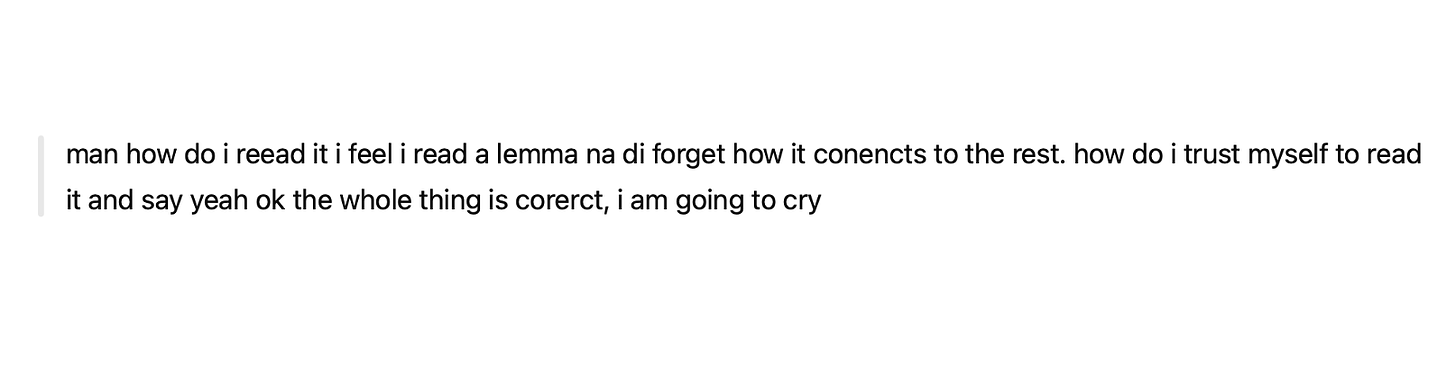 man how do i reead it i feel i read a lemma na di forget how it conencts to the rest. how do i trust myself to read
it and say yeah ok the whole thing is corerct, i am going to cry